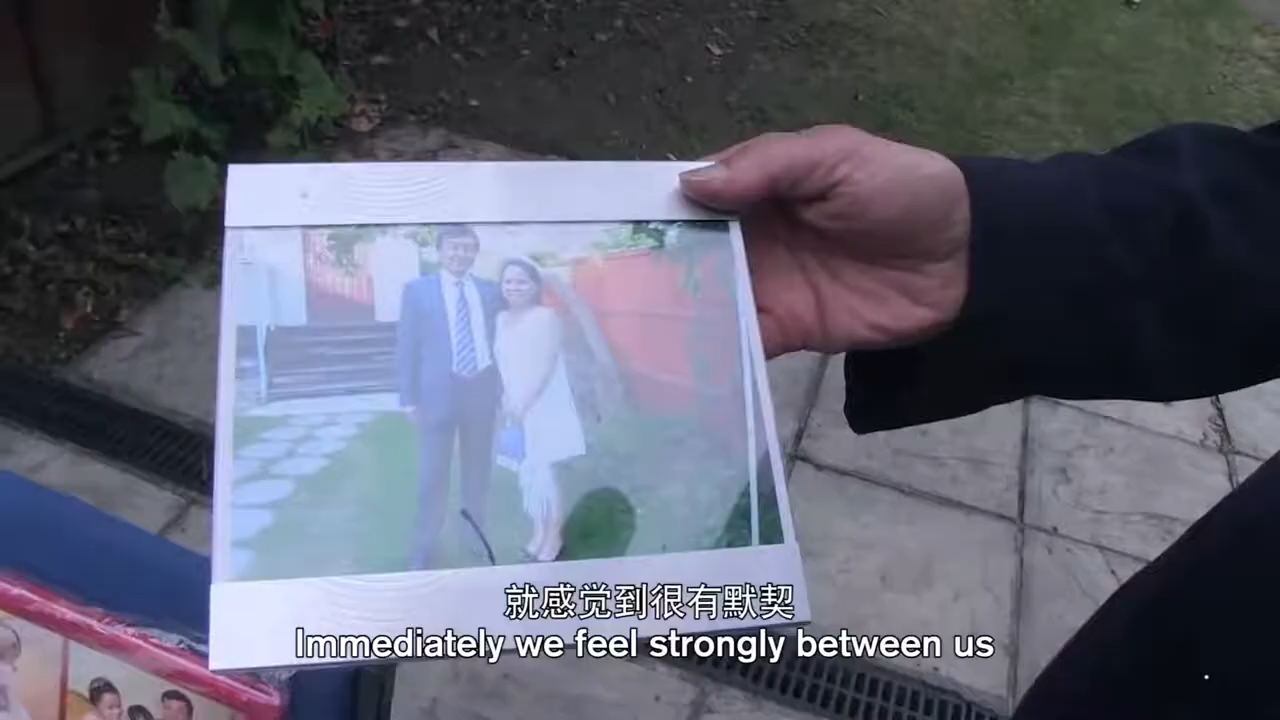 就感觉到很有默契
Immediately we feel strongly between us